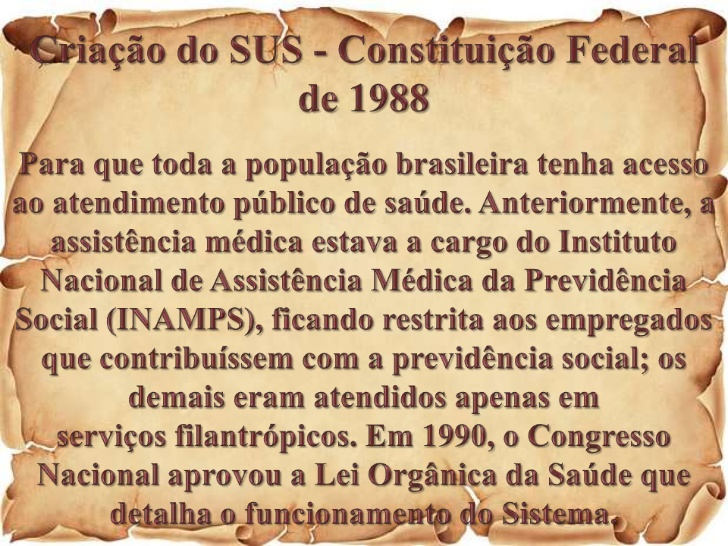 Criação do SUS - Constituição Federal
de 1988
Para que toda a população brasileira tenha acesso
ao atendimento público de saúde. Anteriormente, a
assistência médica estava a cargo do Instituto
Nacional de Assistência Médica da Previdência
Social (INAMPS), ficando restrita aos empregados
que contribuíssem com a previdência social; os
demais eram atendidos apenas em
serviços filantrópicos. Em 1990, o Congresso
Nacional aprovou a Lei Orgânica da Saúde que
detalha o funcionamento do Sistema.